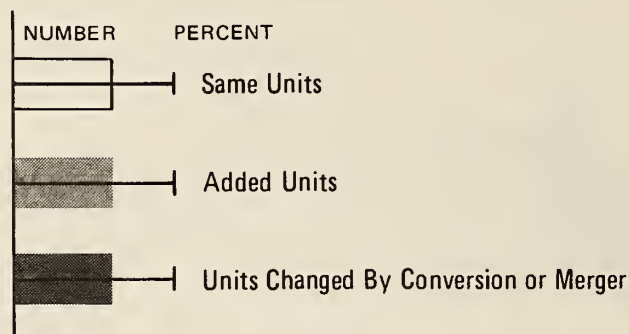 NUMBER PERCENT
Same Units
Added Units
Units Changed By Conversion or Merger